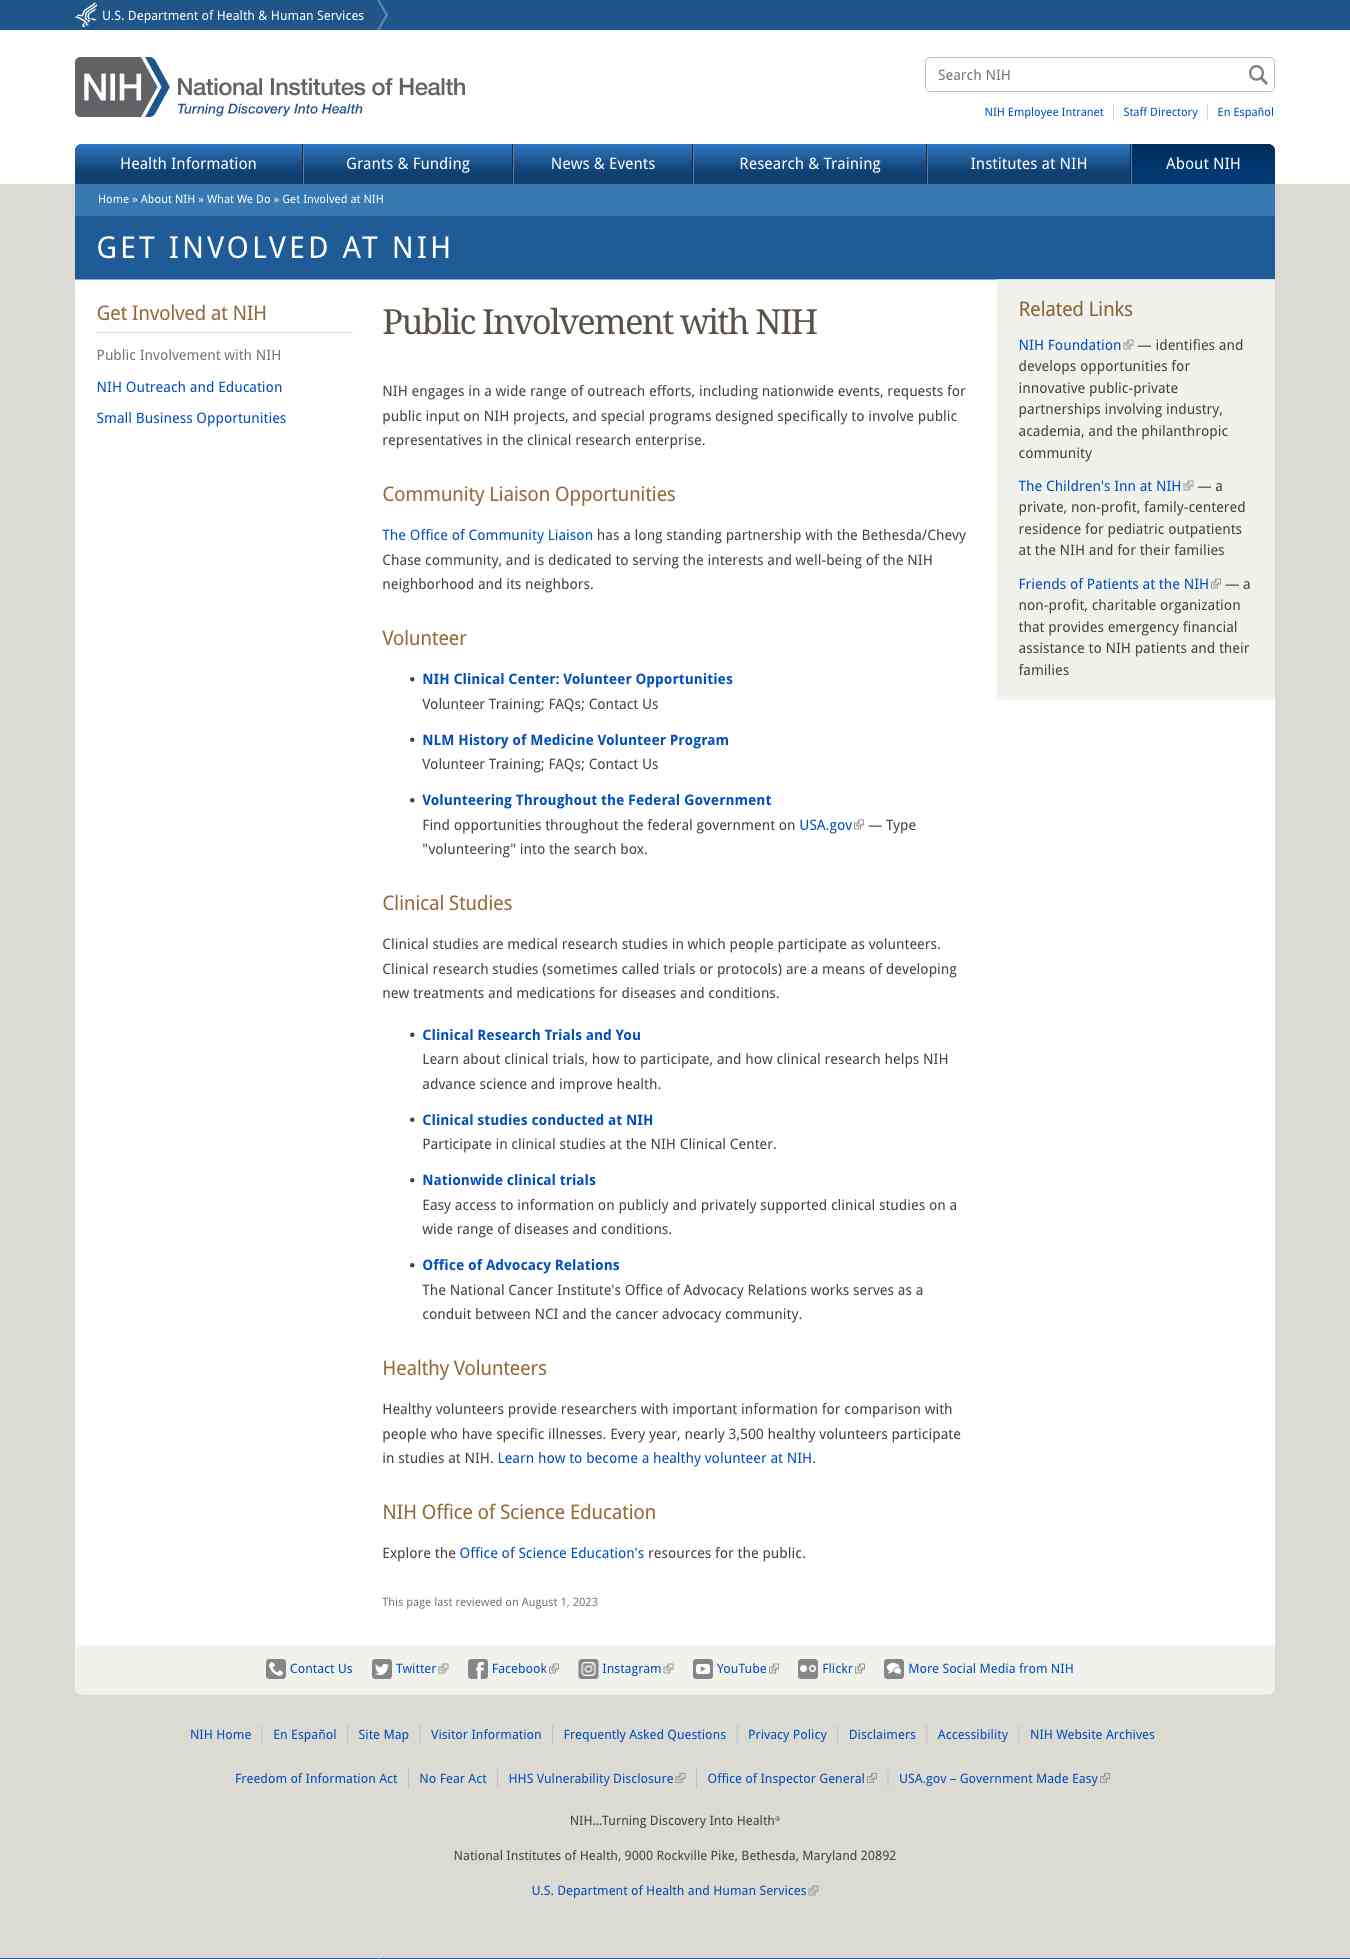 U.S. Department of Health & Human Services
NIH
National Institutes of Health
Turning Discovery Into Health
Search NIH
NIH Employee Intranet
Staff Directory
En Español
Health Information
Grants & Funding
News & Events
Research & Training
Institutes at NIH
About NIH
Home » About NIH » What We Do » Get Involved at NIH
GET INVOLVED AT NIH
Get Involved at NIH
Public Involvement with NIH
NIH Outreach and Education
Small Business Opportunities
Public Involvement with NIH
NIH engages in a wide range of outreach efforts, including nationwide events, requests for
public input on NIH projects, and special programs designed specifically to involve public
representatives in the clinical research enterprise.
Community Liaison Opportunities
The Office of Community Liaison has a long standing partnership with the Bethesda/Chevy
Chase community, and is dedicated to serving the interests and well-being of the NIH
neighborhood and its neighbors.
Volunteer
• NIH Clinical Center: Volunteer Opportunities
Volunteer Training; FAQs; Contact Us
• NLM History of Medicine Volunteer Program
Volunteer Training; FAQs; Contact Us
• Volunteering Throughout the Federal Government
Find opportunities throughout the federal government on USA.gov — Type
"volunteering" into the search box.
Clinical Studies
Clinical studies are medical research studies in which people participate as volunteers.
Clinical research studies (sometimes called trials or protocols) are a means of developing
new treatments and medications for diseases and conditions.
• Clinical Research Trials and You
Learn about clinical trials, how to participate, and how clinical research helps NIH
advance science and improve health.
• Clinical studies conducted at NIH
Participate in clinical studies at the NIH Clinical Center.
• Nationwide clinical trials
Easy access to information on publicly and privately supported clinical studies on a
wide range of diseases and conditions.
• Office of Advocacy Relations
The National Cancer Institute's Office of Advocacy Relations works serves as a
conduit between NCI and the cancer advocacy community.
Healthy Volunteers
Healthy volunteers provide researchers with important information for comparison with
people who have specific illnesses. Every year, nearly 3,500 healthy volunteers participate
in studies at NIH. Learn how to become a healthy volunteer at NIH.
NIH Office of Science Education
Explore the Office of Science Education's resources for the public.
This page last reviewed on August 1, 2023
Related Links
NIH Foundation — identifies and
develops opportunities for
innovative public-private
partnerships involving industry,
academia, and the philanthropic
community
The Children's Inn at NIH — a
private, non-profit, family-centered
residence for pediatric outpatients
at the NIH and for their families
Friends of Patients at the NIH — a
non-profit, charitable organization
that provides emergency financial
assistance to NIH patients and their
families
Contact Us
Twitter
Facebook
Instagram
YouTube
Flickr
More Social Media from NIH
NIH Home
En Español
Site Map
Visitor Information
Frequently Asked Questions
Privacy Policy
Disclaimers
Accessibility
NIH Website Archives
Freedom of Information Act
No Fear Act
HHS Vulnerability Disclosure
Office of Inspector General
USA.gov – Government Made Easy
NIH...Turning Discovery Into Health®
National Institutes of Health, 9000 Rockville Pike, Bethesda, Maryland 20892
U.S. Department of Health and Human Services